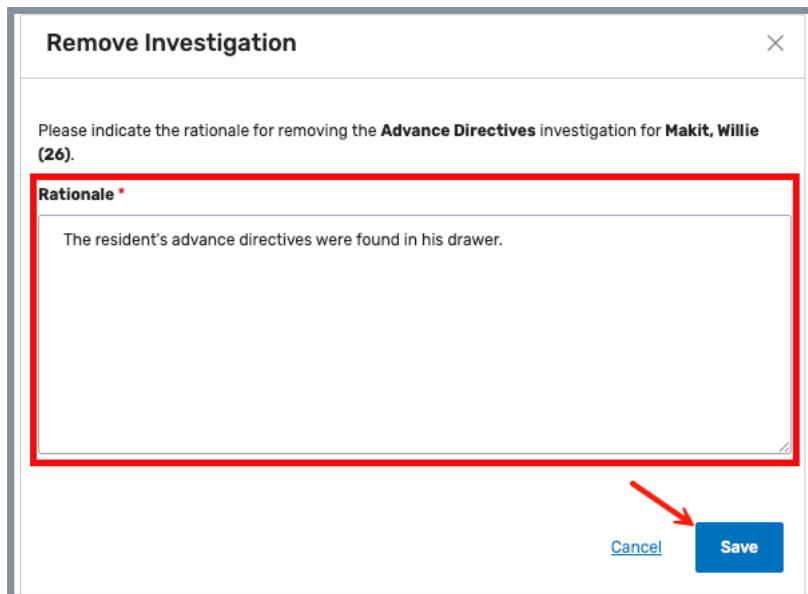 Remove Investigation
Please indicate the rationale for removing the Advance Directives investigation for Makit, Willie
(26).
Rationale *
The resident's advance directives were found in his drawer.
Cancel
Save